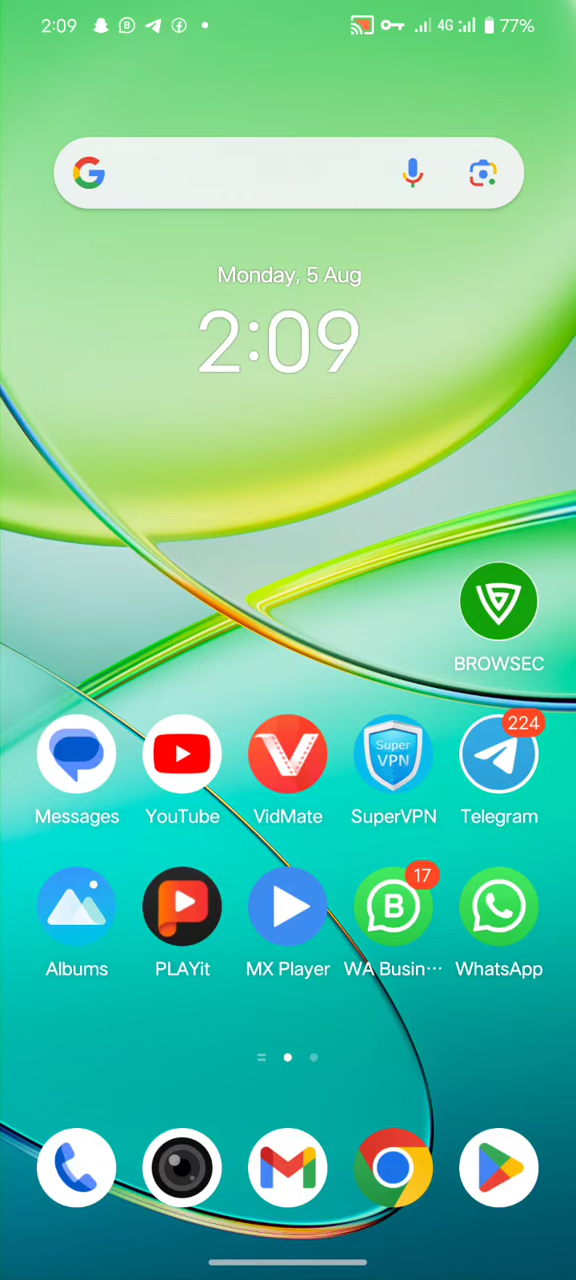 2:09 4G 77%
Monday, 5 Aug
2:09
BROWSEC
224
Super
VPN
Messages YouTube VidMate SuperVPN Telegram
17
B
Albums PLAYit MX Player WA Busin··· WhatsApp